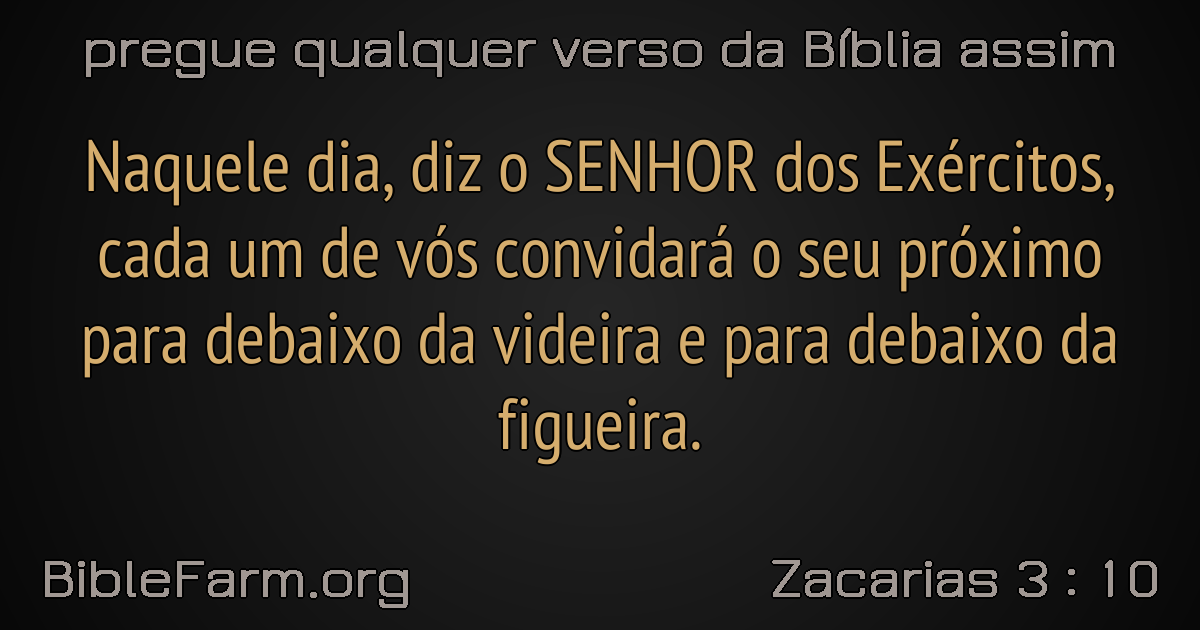 pregue qualquer verso da Bíblia assim
Naquele dia, diz o SENHOR dos Exércitos,
cada um de vós convidará o seu próximo
para debaixo da videira e para debaixo da
figueira.
BibleFarm.org
Zacarias 3 : 10